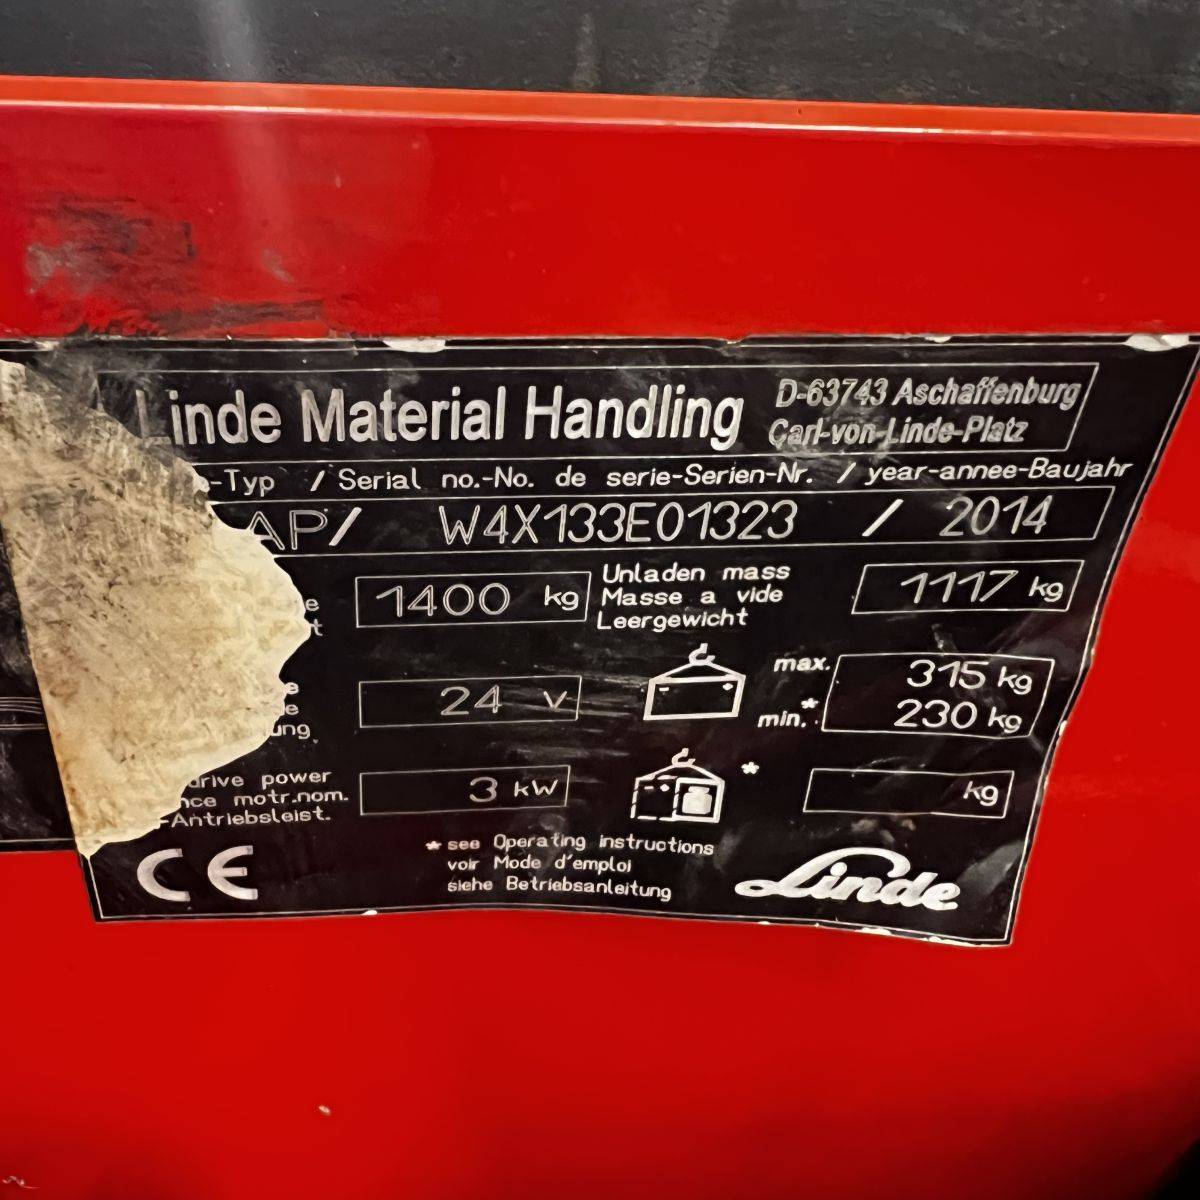 Linde Material Handling
D-63743 Aschaffenburg
Carl-von-Linde-Platz
-Typ / Serial no.-No. de serie-Serien-Nr. / year-annee-Baujahr
AP/ W4X133E01323 / 2014
1400 kg
Unladen mass
Masse a vide
Leergewicht
1117 kg
24 V
max. 315 kg
min.* 230 kg
drive power
motr.nom.
-Antriebsleist.
3 kW
- +
*
kg
CE
* see Operating instructions
voir Mode d'emploi
siehe Betriebsanleitung
Linde